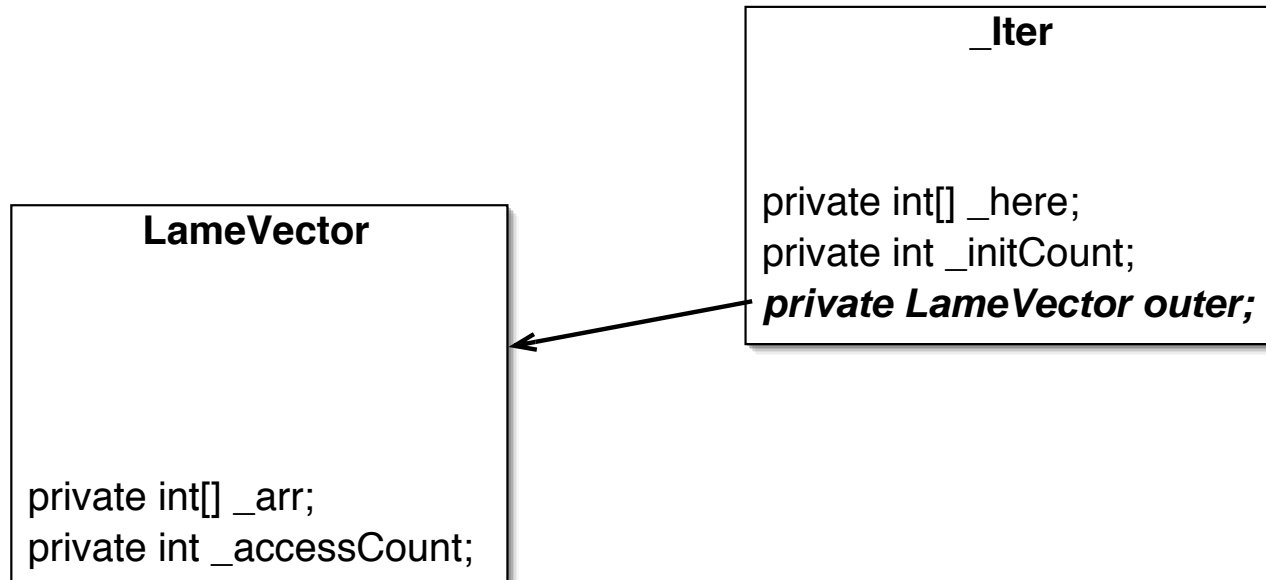 _Iter
private int[] _here;
private int _initCount;
private LameVector outer;
LameVector
private int[] _arr;
private int _accessCount;